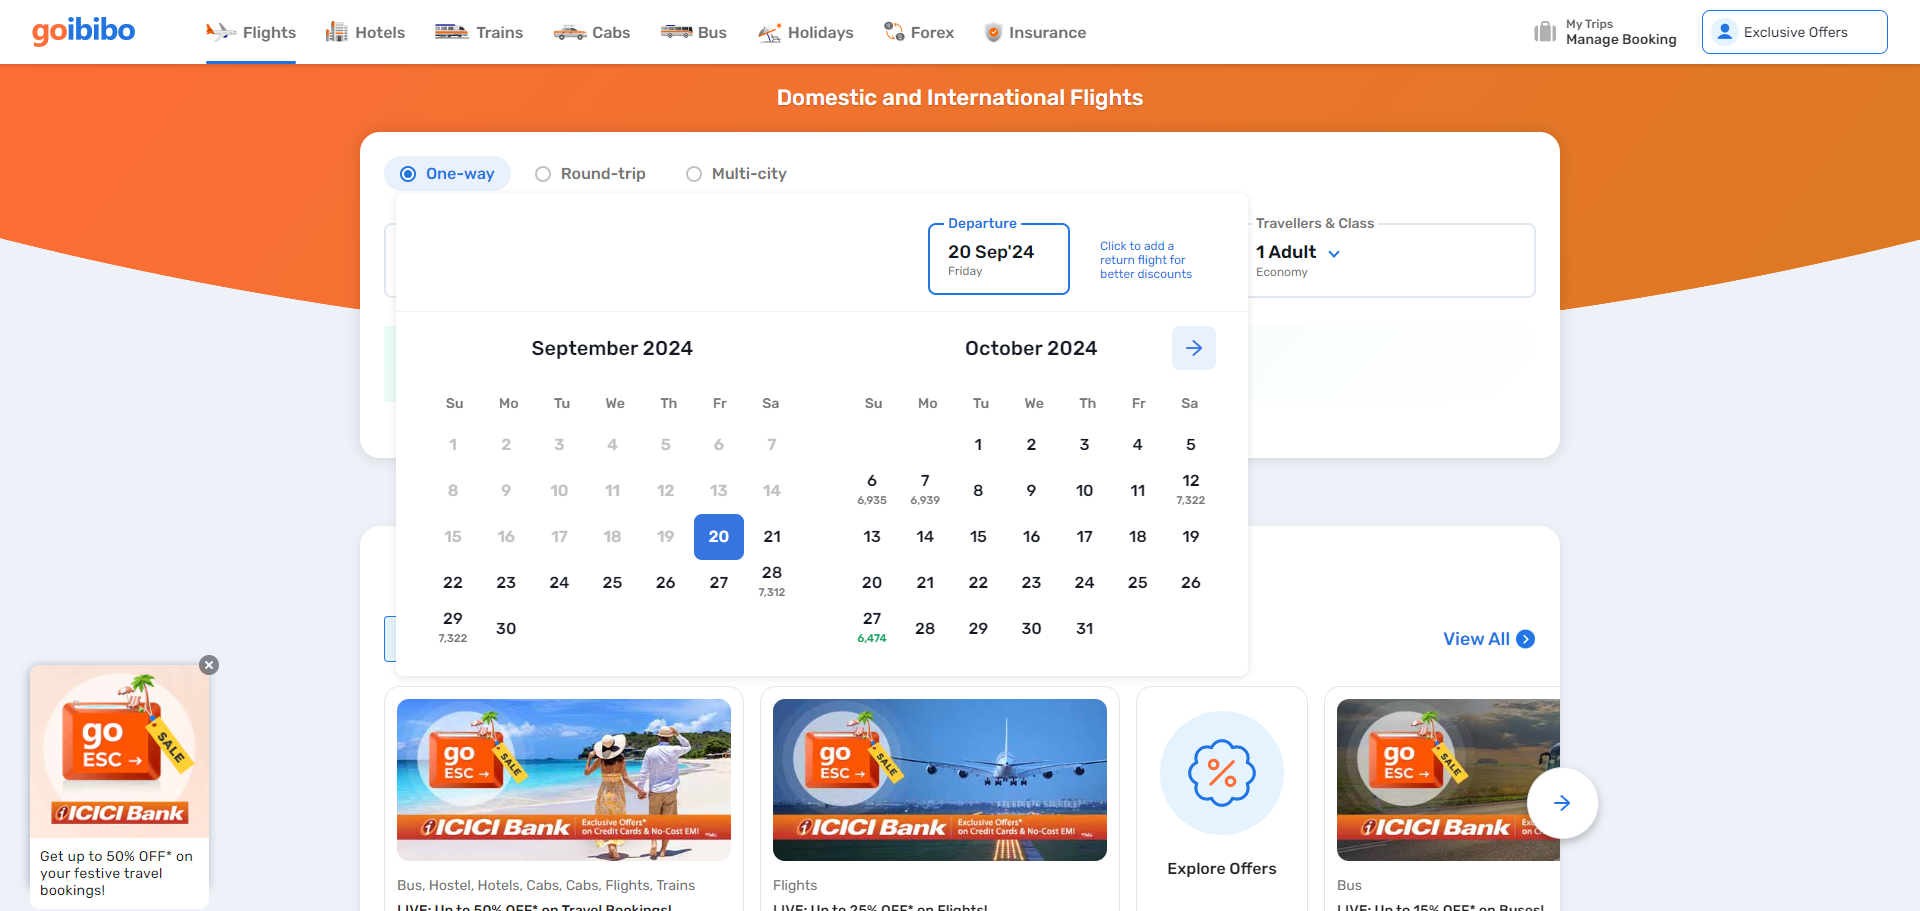 goibibo
Flights
Hotels
Trains
Cabs
Bus
Holidays
Forex
Insurance
My Trips
Manage Booking
Exclusive Offers
Domestic and International Flights
One-way
Round-trip
Multi-city
Departure
20 Sep'24
Friday
Click to add a
return flight for
better discounts
Travellers & Class
1 Adult
Economy
September 2024
Su Mo Tu We Th Fr Sa
1 2 3 4 5 6 7
8 9 10 11 12 13 14
15 16 17 18 19 20 21
22 23 24 25 26 27 28
7,312
29 30
7,322
October 2024
Su Mo Tu We Th Fr Sa
1 2 3 4 5
6 7 8 9 10 11 12
6,935 6,939 7,322
13 14 15 16 17 18 19
20 21 22 23 24 25 26
27 28 29 30 31
6,474
View All
go
ESC →
SALE
ICICI Bank
Get up to 50% OFF* on
your festive travel
bookings!
go
ESC →
SALE
ICICI Bank
Exclusive Offers*
on Credit Cards & No-Cost EMI
Bus, Hostel, Hotels, Cabs, Cabs, Flights, Trains
LIVE: Up to 50% OFF* on Travel Bookings!
go
ESC →
SALE
ICICI Bank
Exclusive Offers*
on Credit Cards & No-Cost EMI
Flights
LIVE: Up to 25% OFF* on Flights!
%
Explore Offers
go
ESC →
SALE
ICICI Bank
Bus
LIVE: Up to 15% OFF* on Buses!